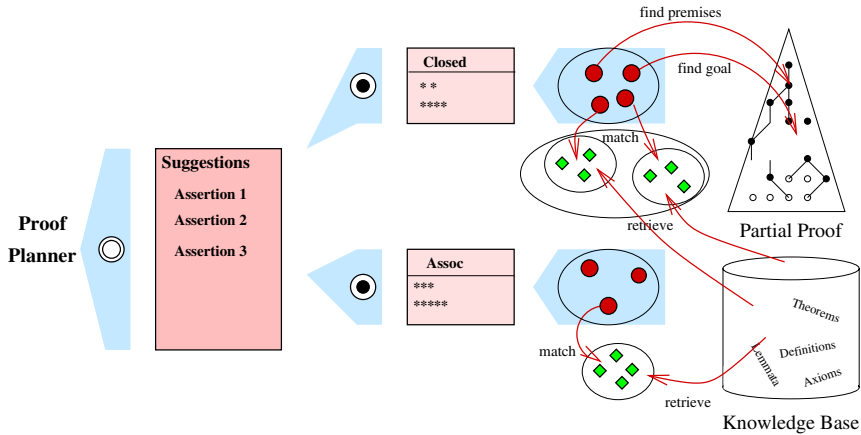 Proof
Planner
Suggestions
Assertion 1
Assertion 2
Assertion 3
Closed
* *
****
Assoc
***
*****
find premises
find goal
match
retrieve
match
retrieve
Partial Proof
Theorems
Definitions
Lemmata
Axioms
Knowledge Base